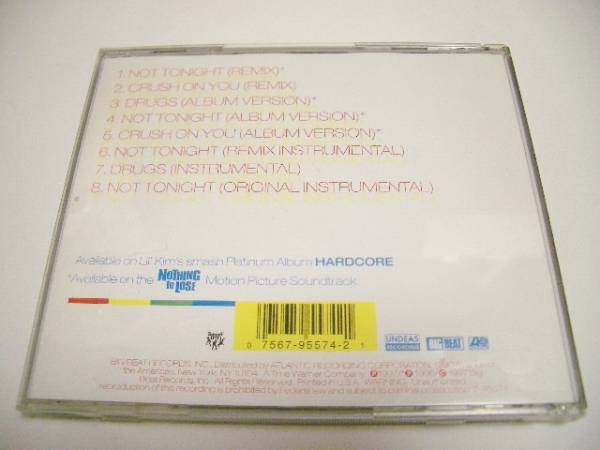 1. NOT TONIGHT (REMIX)*
2. CRUSH ON YOU (REMIX)
3. DRUGS (ALBUM VERSION)*
4. NOT TONIGHT (ALBUM VERSION)*
5. CRUSH ON YOU (ALBUM VERSION)*
6. NOT TONIGHT (REMIX INSTRUMENTAL)
7. DRUGS (INSTRUMENTAL)
8. NOT TONIGHT (ORIGINAL INSTRUMENTAL)
Available on Lil' Kim's smash Platinum Album HARDCORE
*Available on the NOTHING to LOSE Motion Picture Soundtrack
0 7567-95574-2 1
UNDEAS RECORDING
BIG BEAT
BIG BEAT RECORDS, INC., Distributed by ATLANTIC RECORDING CORPORATION,
the Americas, New York, NY 10104. A Time Warner Company.
Beat Records, Inc. All Rights Reserved. Printed in U.S.A. WARNING: Unauthorized
reproduction of this recording is prohibited by Federal law and subject to criminal prosecution.